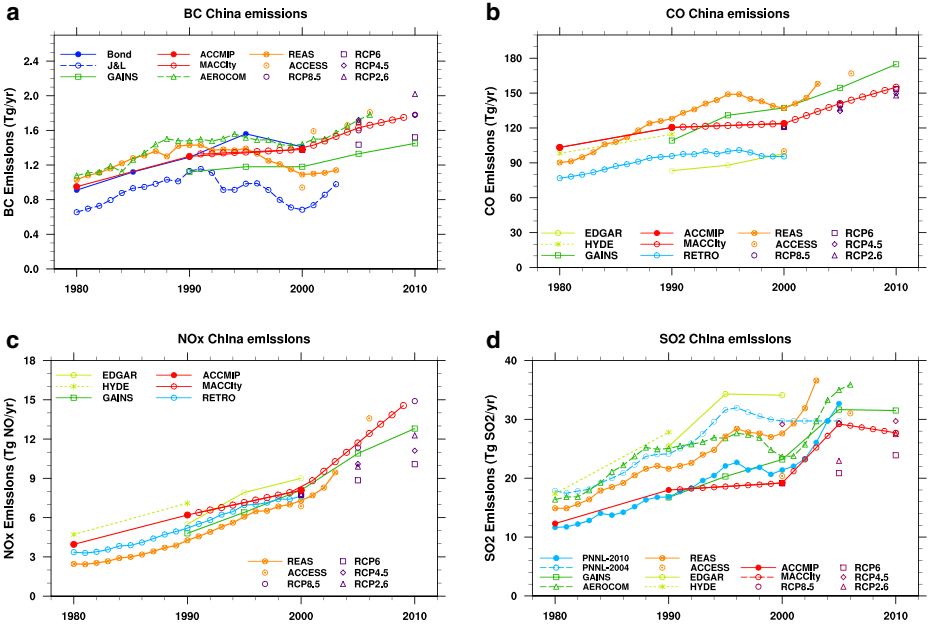 a
BC China emissions
BC Emissions (Tg/yr)
2.4
2.0
1.6
1.2
0.8
0.4
0.0
Bond
J&L
GAINS
ACCMIP
MACCity
AEROCOM
REAS
ACCESS
RCP8.5
RCP6
RCP4.5
RCP2.6
1980 1990 2000 2010
b
CO China emissions
CO Emissions (Tg/yr)
180
150
120
90
60
30
0
EDGAR
HYDE
GAINS
ACCMIP
MACCity
RETRO
REAS
ACCESS
RCP8.5
RCP6
RCP4.5
RCP2.6
1980 1990 2000 2010
c
NOx China emissions
NOx Emissions (Tg NO/yr)
18
15
12
9
6
3
0
EDGAR
HYDE
GAINS
ACCMIP
MACCity
RETRO
REAS
ACCESS
RCP8.5
RCP6
RCP4.5
RCP2.6
1980 1990 2000 2010
d
SO2 China emissions
SO2 Emissions (Tg SO2/yr)
40
30
20
10
0
PNNL-2010
PNNL-2004
GAINS
AEROCOM
REAS
ACCESS
EDGAR
HYDE
ACCMIP
MACCity
RCP8.5
RCP6
RCP4.5
RCP2.6
1980 1990 2000 2010